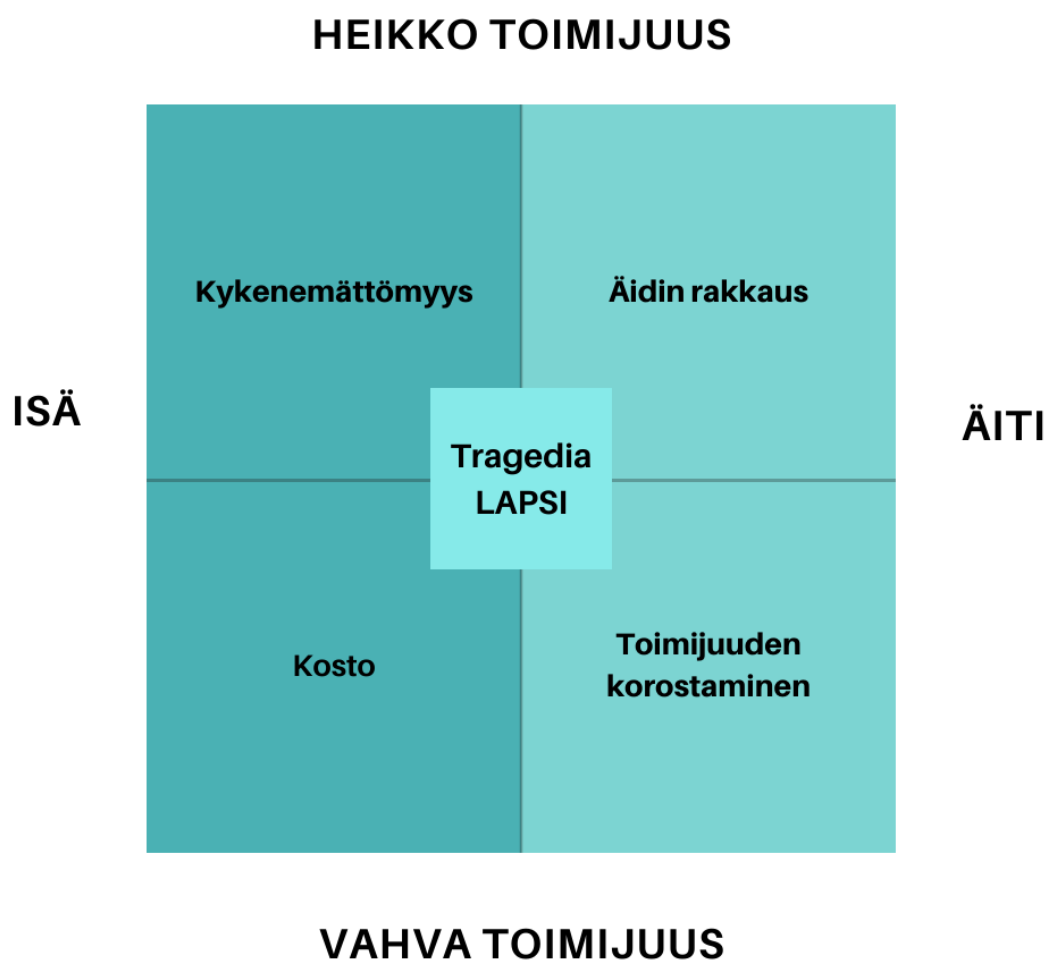 HEIKKO TOIMIJUUS
Kykenemättömyys
Äidin rakkaus
ISÄ
ÄITI
Tragedia
LAPSI
Kosto
Toimijuuden
korostaminen
VAHVA TOIMIJUUS